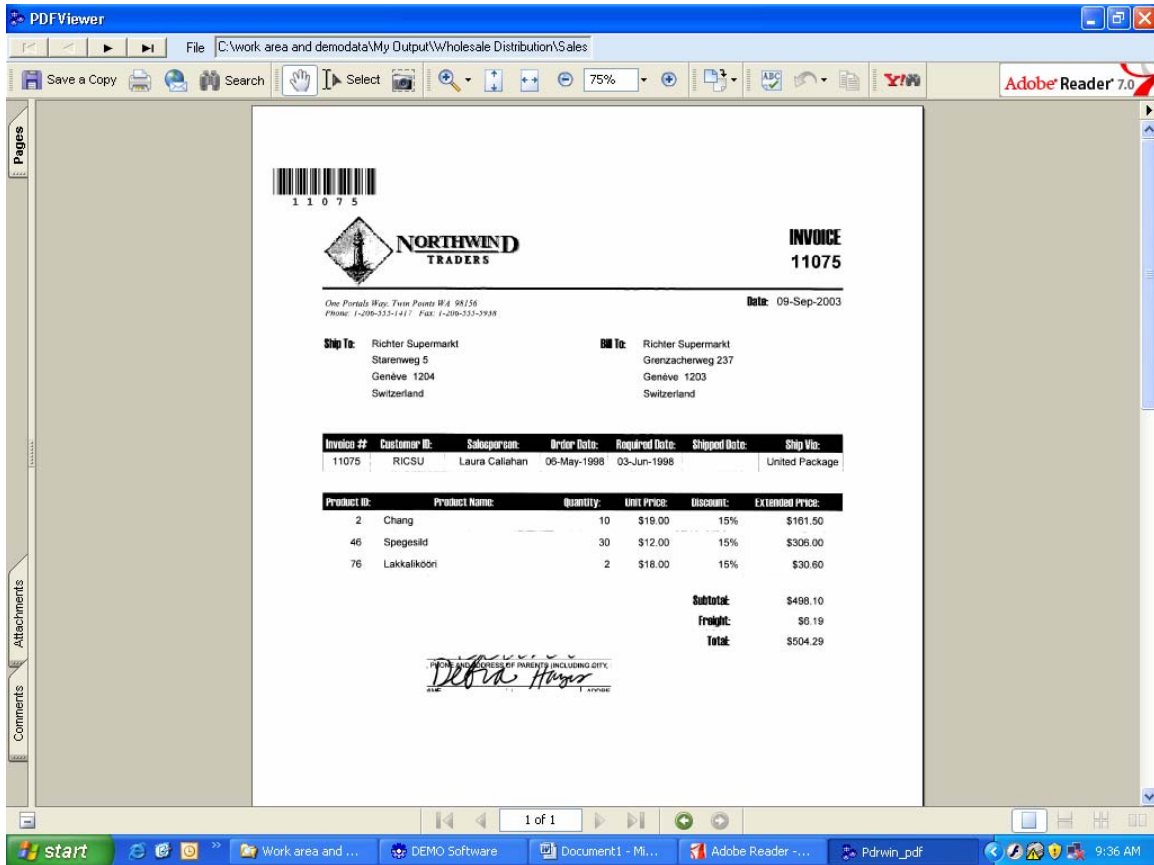 PDFViewer
File C:\work area and demodata\My Output\Wholesale Distribution\Sales
Save a Copy Search Select 75% Y! Adobe Reader 7.0
Pages
Attachments
Comments
11075
NORTHWIND
TRADERS
INVOICE
11075
One Portals Way, Twin Points WA 98156
Date: 09-Sep-2003
Phone: 1-206-555-1417 Fax: 1-206-555-5938
Ship To: Richter Supermarkt Bill To: Richter Supermarkt
Starenweg 5 Grenzacherweg 237
Genève 1204 Genève 1203
Switzerland Switzerland
Invoice # Customer ID: Salesperson: Order Date: Required Date: Shipped Date: Ship Via:
11075 RICSU Laura Callahan 06-May-1998 03-Jun-1998 United Package
Product ID: Product Name: Quantity: Unit Price: Discount: Extended Price:
2 Chang 10 $19.00 15% $161.50
46 Spegesild 30 $12.00 15% $306.00
76 Lakkalikööri 2 $18.00 15% $30.60
Subtotal: $498.10
Freight: $6.19
Total: $504.29
PHONE AND ADDRESS OF PARENTS (INCLUDING CITY,
Debra Hayes
1 of 1
start Work area and ... DEMO Software Document1 - Mi... Adobe Reader -... Pdrwin_pdf 9:36 AM